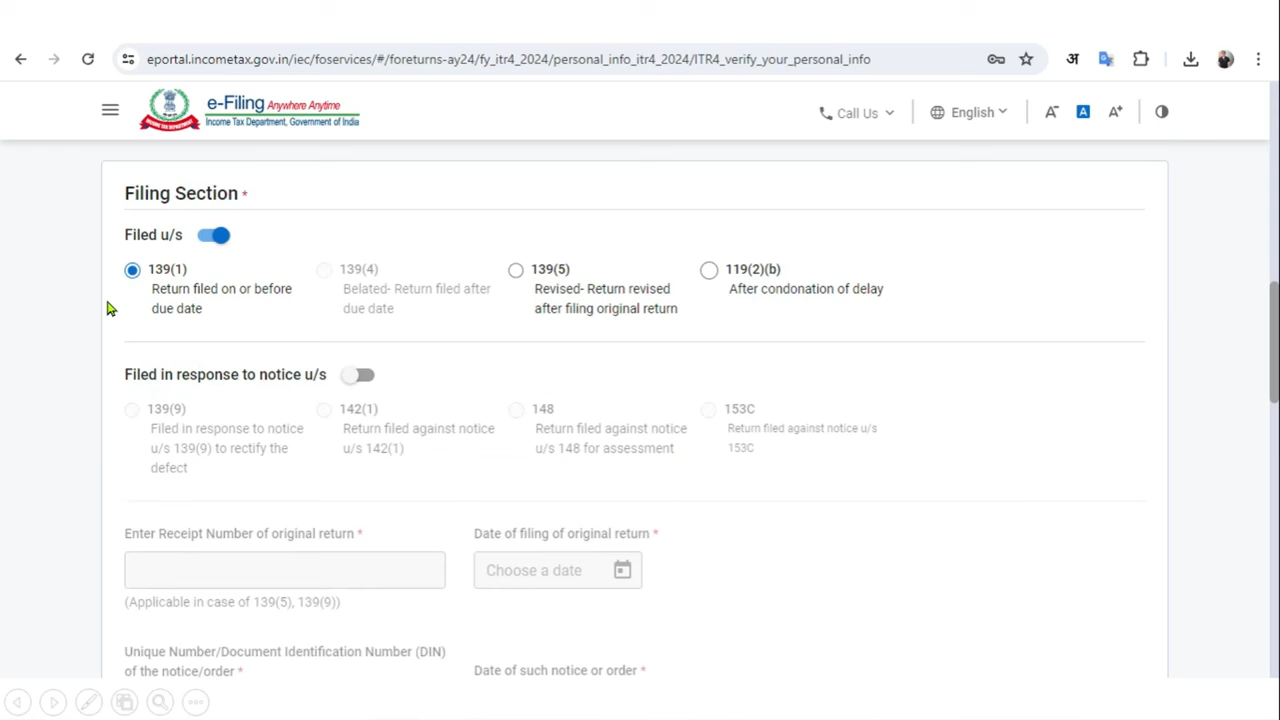 eportal.incometax.gov.in/iec/foservices/#/foreturns-ay24/fy_itr4_2024/personal_info_itr4_2024/ITR4_verify_your_personal_info
अ
e-Filing Anywhere Anytime
Income Tax Department, Government of India
Call Us
English
A-
A
A+
Filing Section *
Filed u/s
139(1)
Return filed on or before
due date
139(4)
Belated- Return filed after
due date
139(5)
Revised- Return revised
after filing original return
119(2)(b)
After condonation of delay
Filed in response to notice u/s
139(9)
Filed in response to notice
u/s 139(9) to rectify the
defect
142(1)
Return filed against notice
u/s 142(1)
148
Return filed against notice
u/s 148 for assessment
153C
Return filed against notice u/s
153C
Enter Receipt Number of original return *
(Applicable in case of 139(5), 139(9))
Date of filing of original return *
Choose a date
Unique Number/Document Identification Number (DIN)
of the notice/order *
Date of such notice or order *